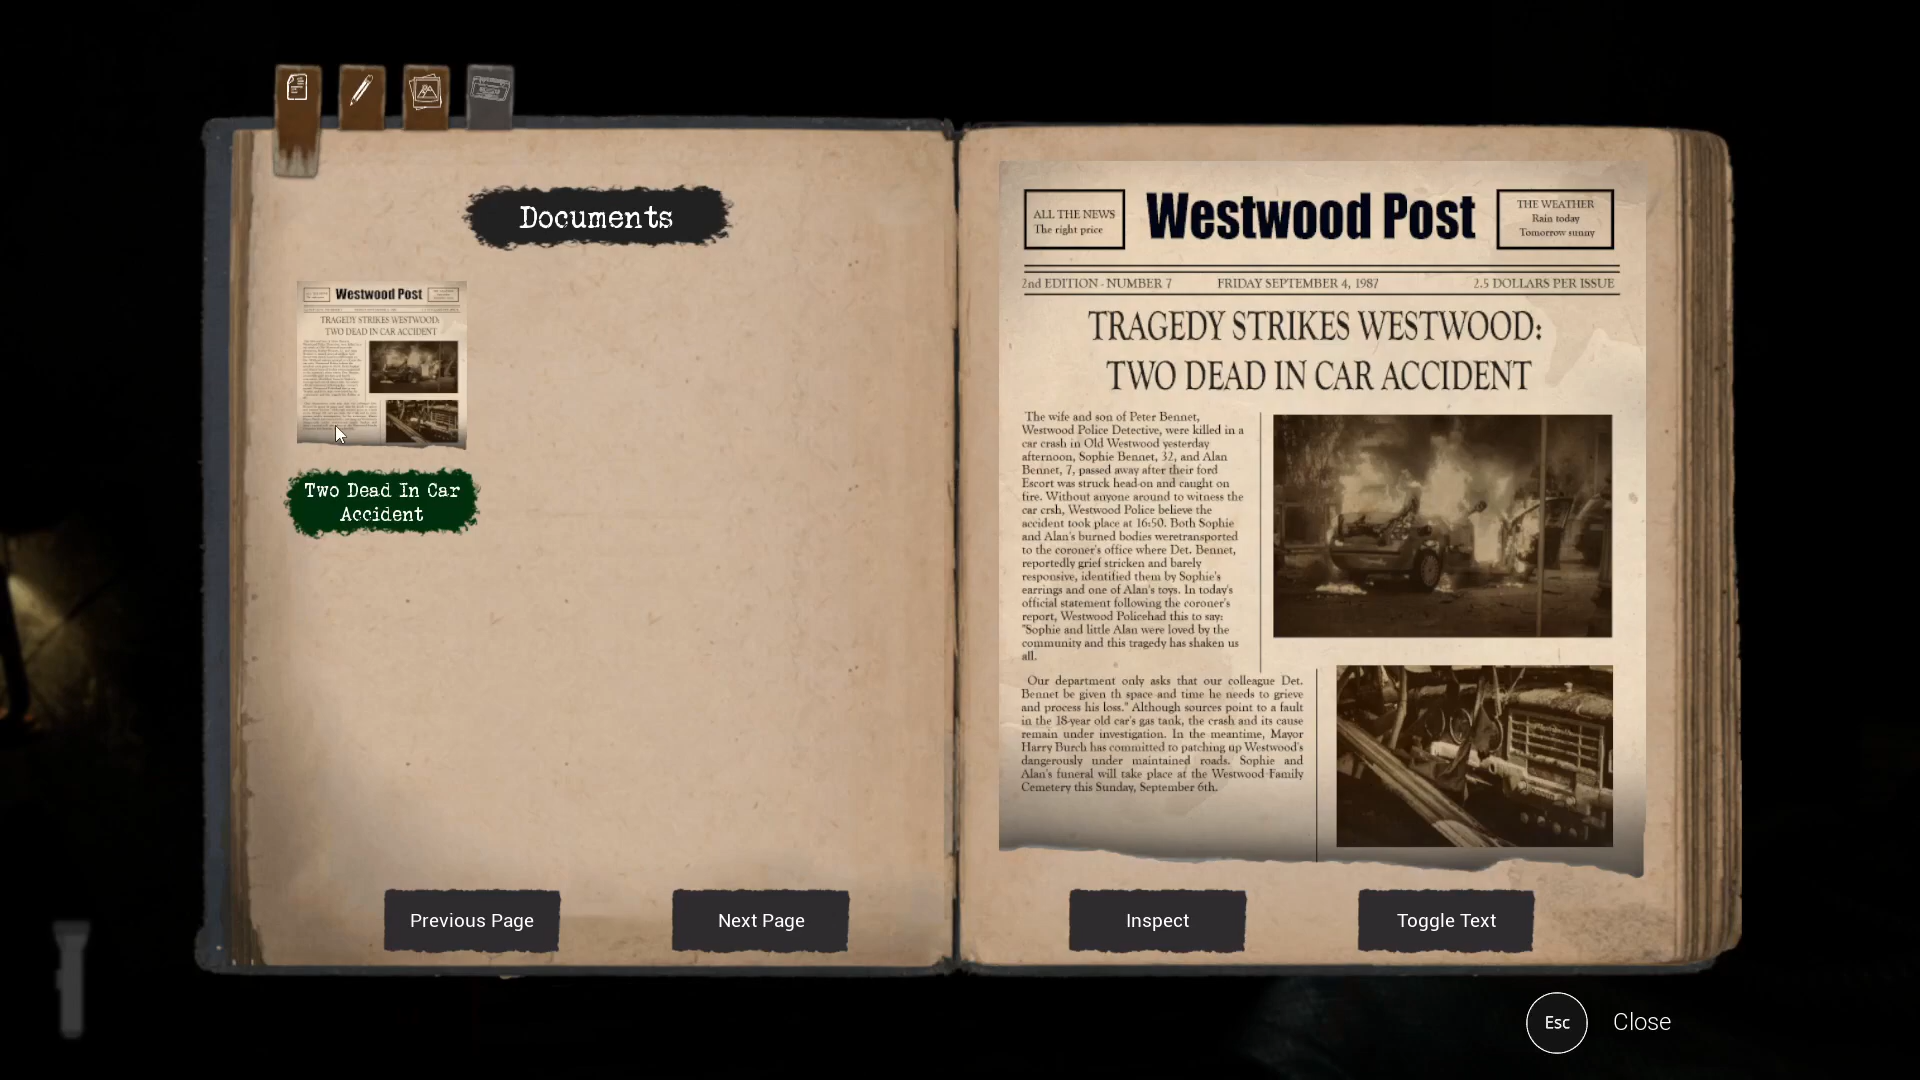 Documents
Two Dead In Car
Accident
Previous Page
Next Page
ALL THE NEWS
The right price
Westwood Post
THE WEATHER
Rain today
Tomorrow sunny
2nd EDITION - NUMBER 7
FRIDAY SEPTEMBER 4, 1987
2.5 DOLLARS PER ISSUE
TRAGEDY STRIKES WESTWOOD:
TWO DEAD IN CAR ACCIDENT
The wife and son of Peter Bennet,
Westwood Police Detective, were killed in a
car crash in Old Westwood yesterday
afternoon, Sophie Bennet, 32, and Alan
Bennet, 7, passed away after their ford
Escort was struck head-on and caught on
fire. Without anyone around to witness the
car crsh, Westwood Police believe the
accident took place at 16:50. Both Sophie
and Alan's burned bodies weretransported
to the coroner's office where Det. Bennet,
reportedly grief stricken and barely
responsive, identified them by Sophie's
earrings and one of Alan's toys. In today's
official statement following the coroner's
report, Westwood Policehad this to say:
"Sophie and little Alan were loved by the
community and this tragedy has shaken us
all.
Our department only asks that our colleague Det.
Bennet be given th space and time he needs to grieve
and process his loss." Although sources point to a fault
in the 18-year old car's gas tank, the crash and its cause
remain under investigation. In the meantime, Mayor
Harry Burch has committed to patching up Westwood's
dangerously under maintained roads. Sophie and
Alan's funeral will take place at the Westwood Family
Cemetery this Sunday, September 6th.
Westwood Post
TRAGEDY STRIKES WESTWOOD:
TWO DEAD IN CAR ACCIDENT
Inspect
Toggle Text
Esc
Close